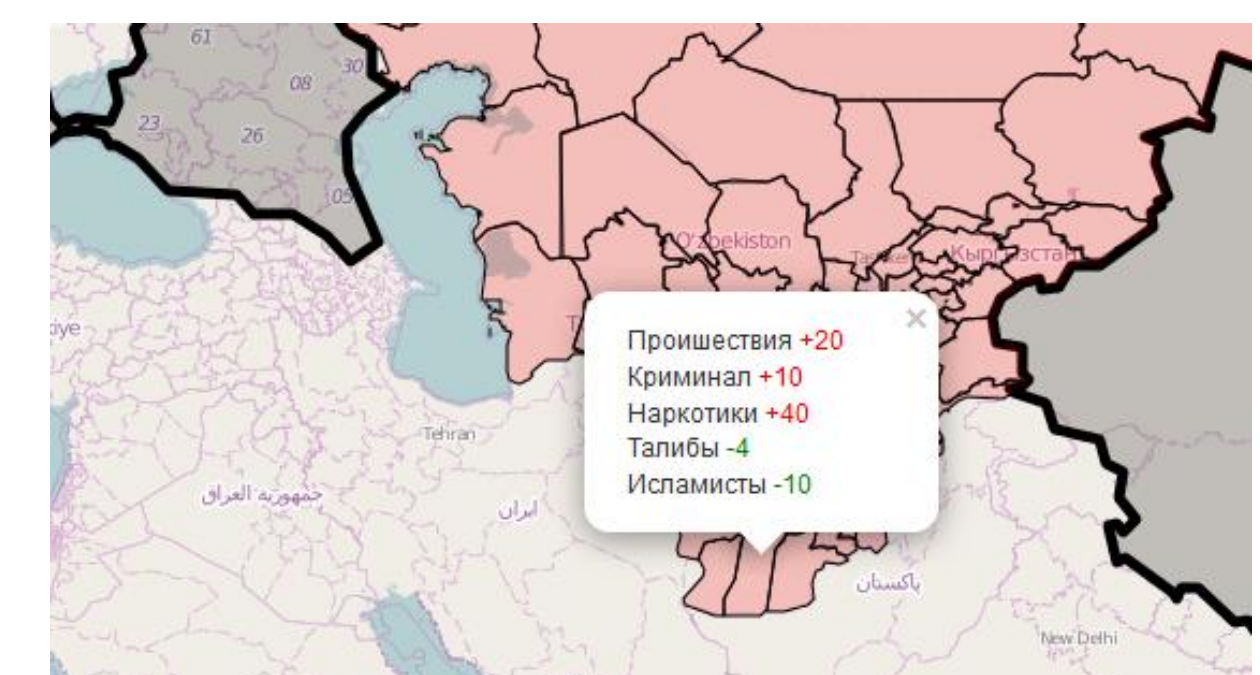 61
30
08
23
26
05
O'zbekiston
Кыргызстан
×
Проишествия +20
Криминал +10
Наркотики +40
Талибы -4
Исламисты -10
Tehran
جمهورية العراق
ایران
پاکستان
New Delhi